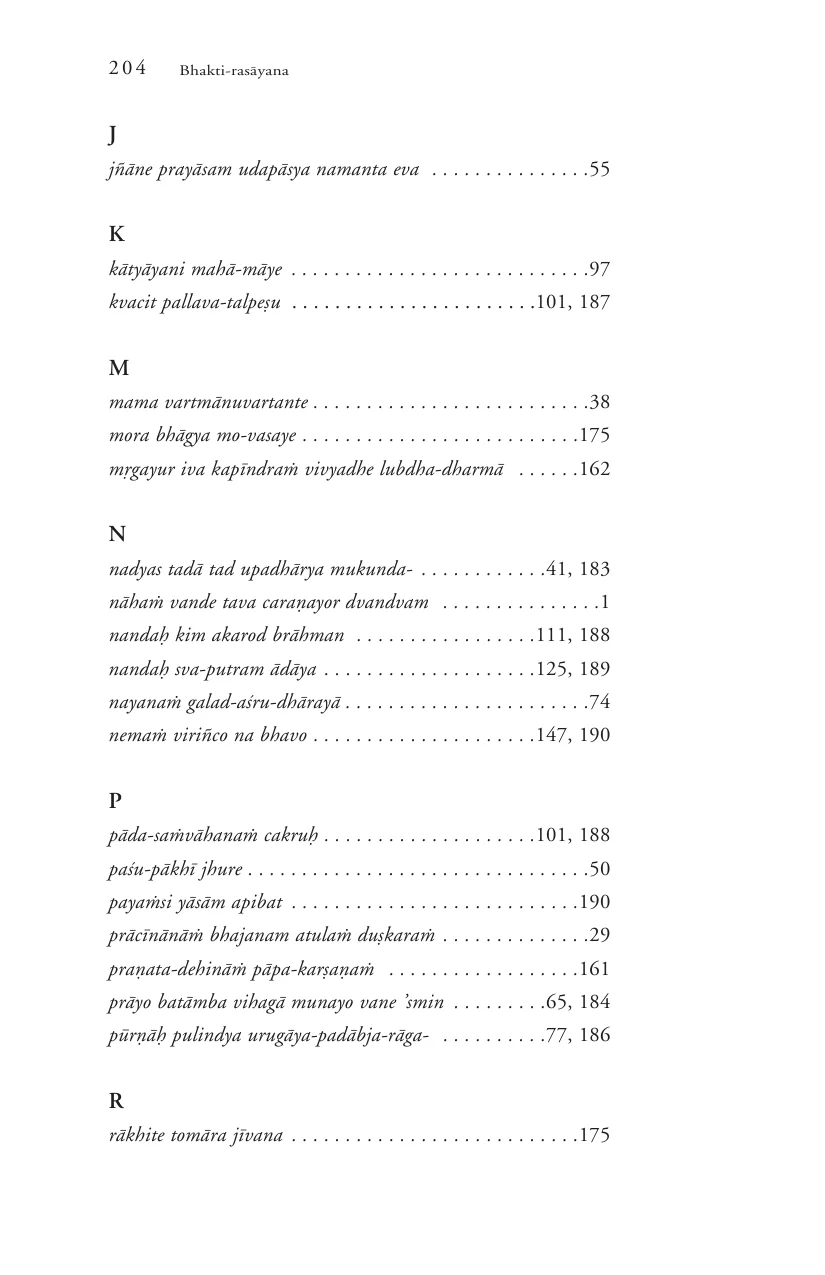 204 Bhakti-rasāyana
J
jñāne prayāsam udapāsya namanta eva . . . . . . . . . . . . . . .55
K
kātyāyani mahā-māye . . . . . . . . . . . . . . . . . . . . . . . . . . . .97
kvacit pallava-talpeṣu . . . . . . . . . . . . . . . . . . . . . . .101, 187
M
mama vartmānuvartante . . . . . . . . . . . . . . . . . . . . . . . . . .38
mora bhāgya mo-vasaye . . . . . . . . . . . . . . . . . . . . . . . . . .175
mṛgayur iva kapīndraṁ vivyadhe lubdha-dharmā . . . . . .162
N
nadyas tadā tad upadhārya mukunda- . . . . . . . . . . . .41, 183
nāhaṁ vande tava caraṇayor dvandvam . . . . . . . . . . . . . . .1
nandaḥ kim akarod brāhman . . . . . . . . . . . . . . . . .111, 188
nandaḥ sva-putram ādāya . . . . . . . . . . . . . . . . . . . .125, 189
nayanaṁ galad-aśru-dhārayā . . . . . . . . . . . . . . . . . . . . . . .74
nemaṁ viriñco na bhavo . . . . . . . . . . . . . . . . . . . . .147, 190
P
pāda-saṁvāhanaṁ cakruḥ . . . . . . . . . . . . . . . . . . . .101, 188
paśu-pākhī jhure . . . . . . . . . . . . . . . . . . . . . . . . . . . . . . . .50
payaṁsi yāsām apibat . . . . . . . . . . . . . . . . . . . . . . . . . . .190
prācīnānāṁ bhajanam atulaṁ duṣkaraṁ . . . . . . . . . . . . . .29
praṇata-dehināṁ pāpa-karṣaṇaṁ . . . . . . . . . . . . . . . . . .161
prāyo batāmba vihagā munayo vane ’smin . . . . . . . . .65, 184
pūrṇāḥ pulindya urugāya-padābja-rāga- . . . . . . . . . .77, 186
R
rākhite tomāra jīvana . . . . . . . . . . . . . . . . . . . . . . . . . . .175